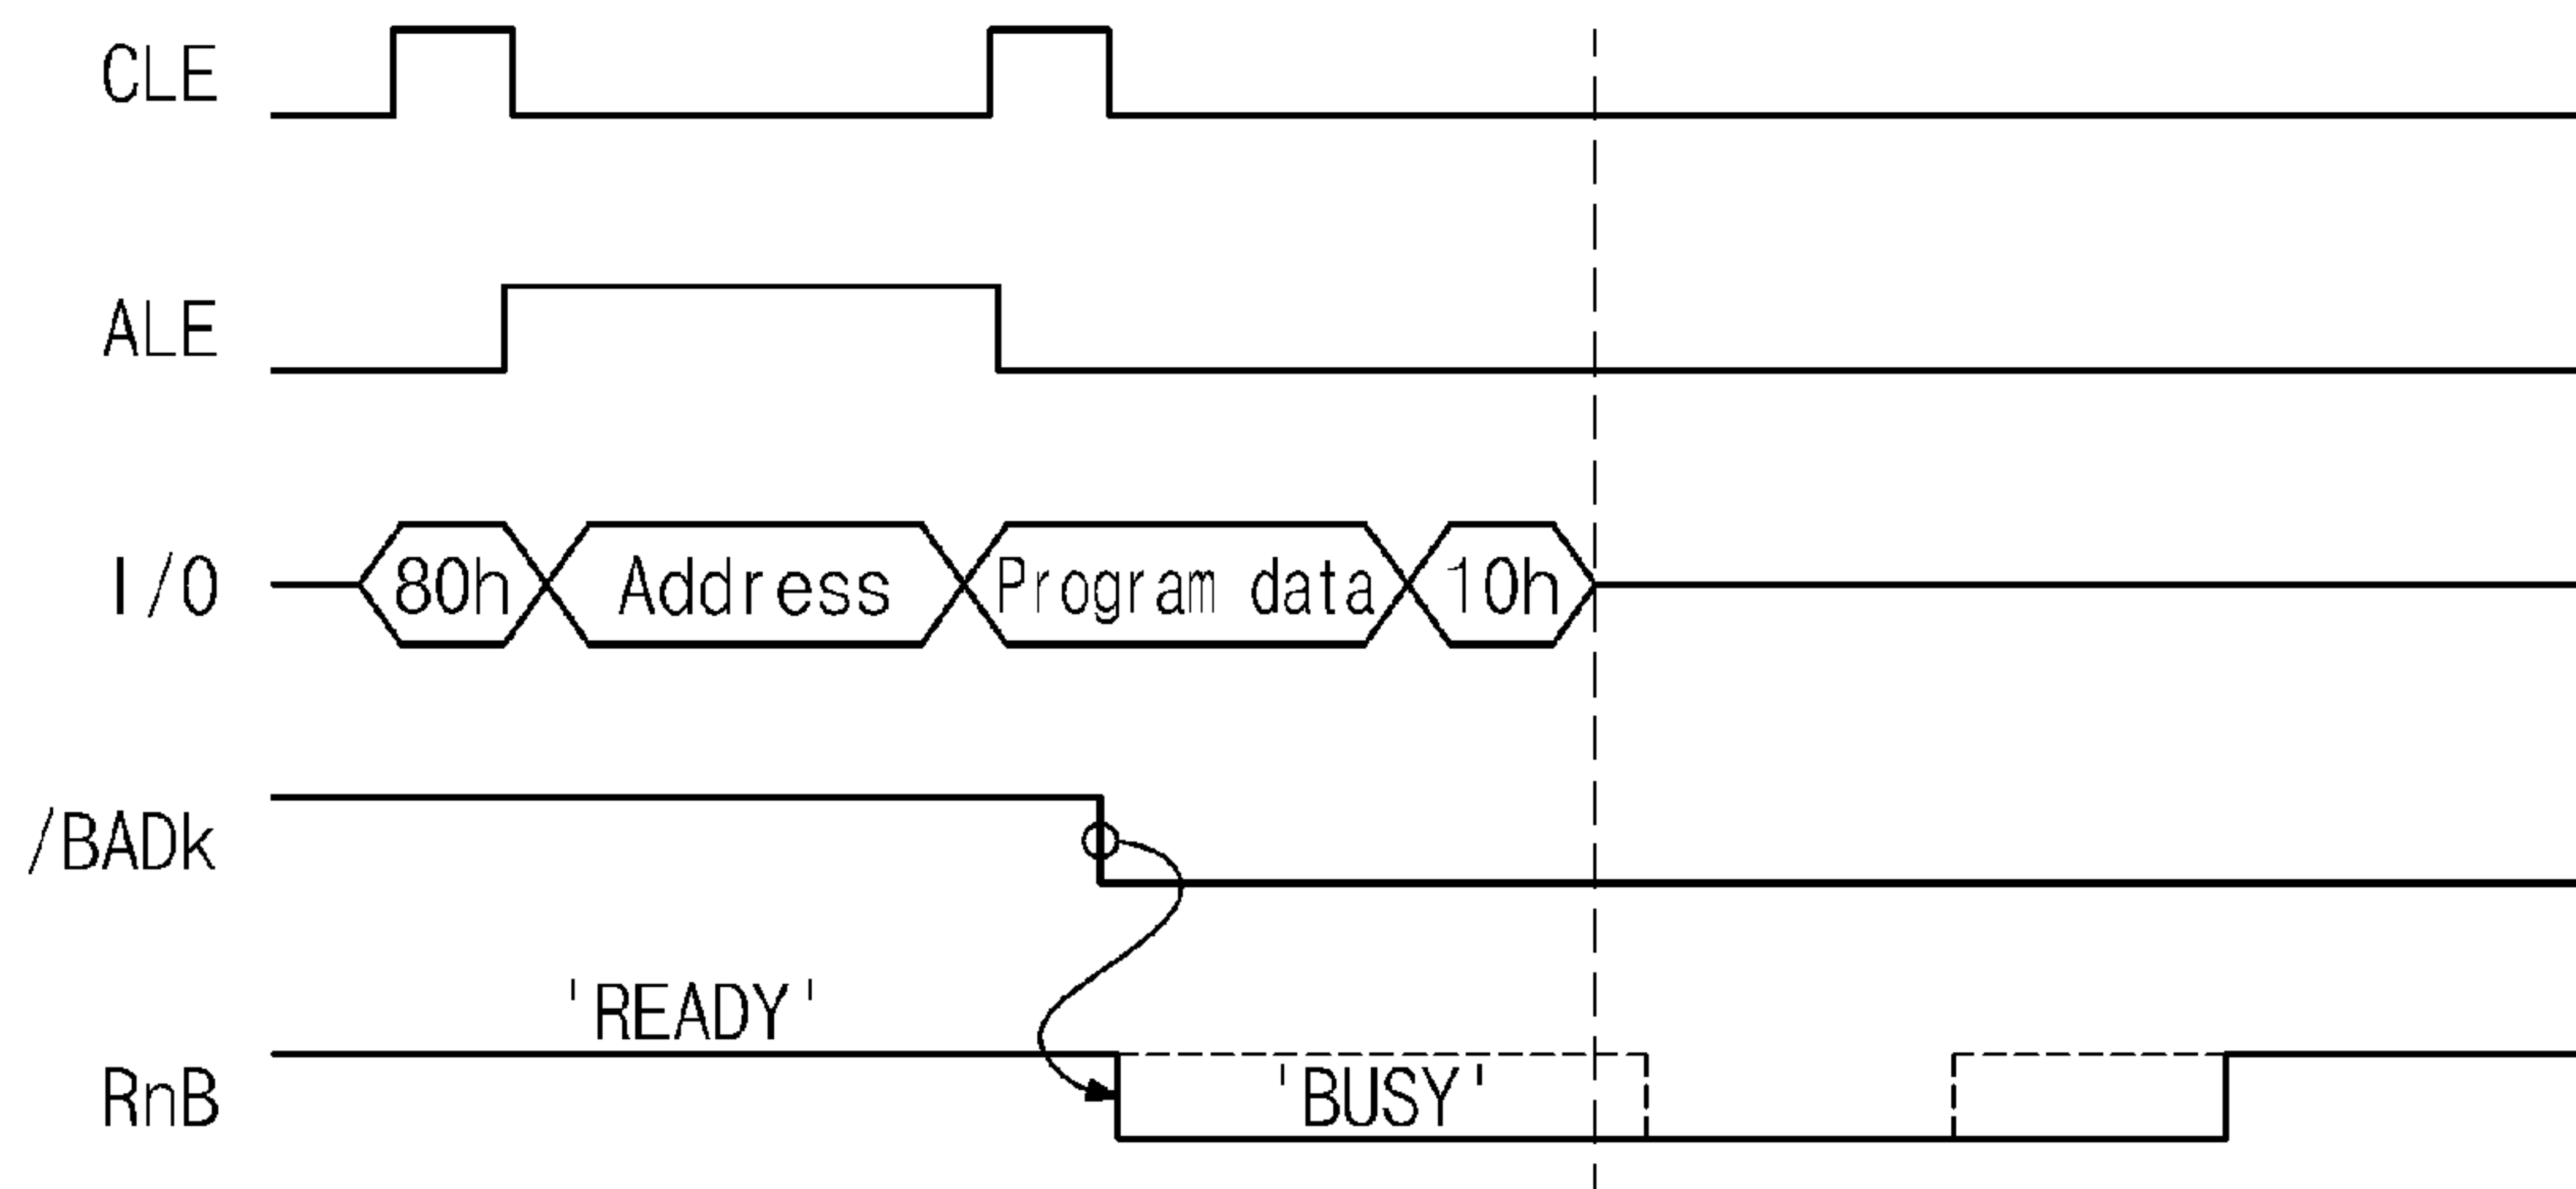 CLE
ALE
I/O
80h
Address
Program data
10h
/BADk
'READY'
RnB
'BUSY'